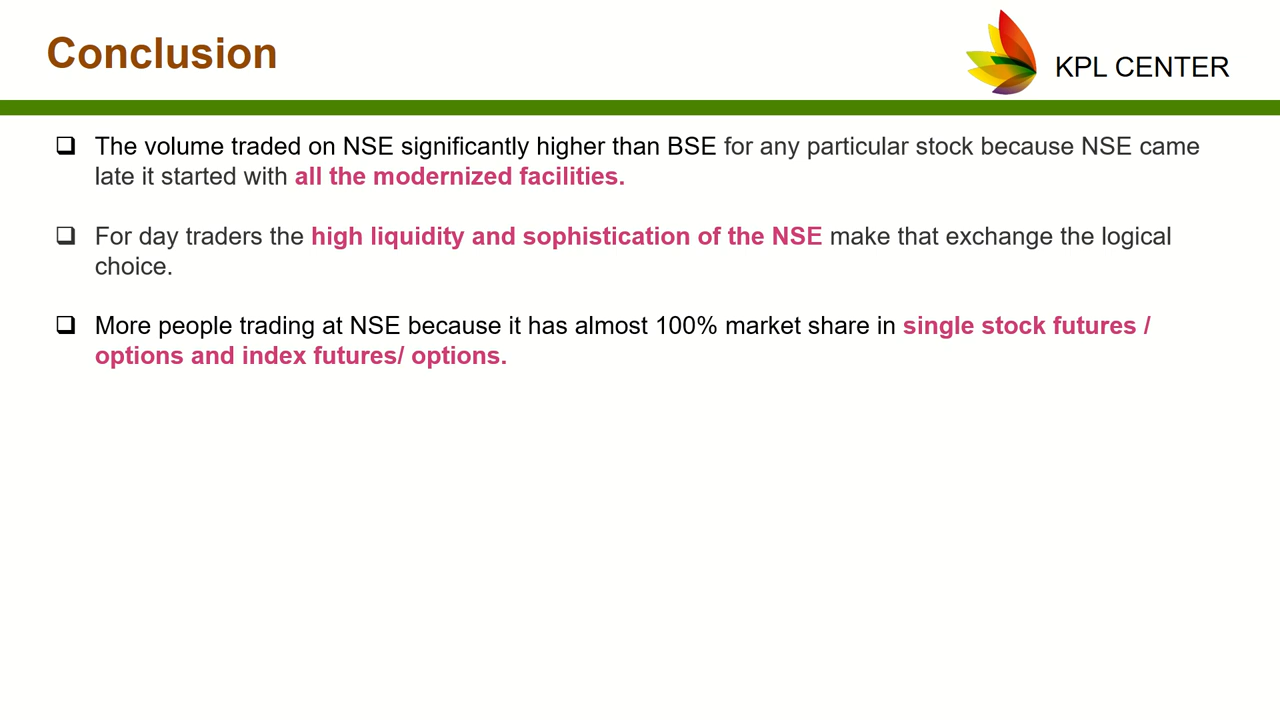 Conclusion
KPL CENTER
The volume traded on NSE significantly higher than BSE for any particular stock because NSE came
late it started with all the modernized facilities.
For day traders the high liquidity and sophistication of the NSE make that exchange the logical
choice.
More people trading at NSE because it has almost 100% market share in single stock futures /
options and index futures/ options.